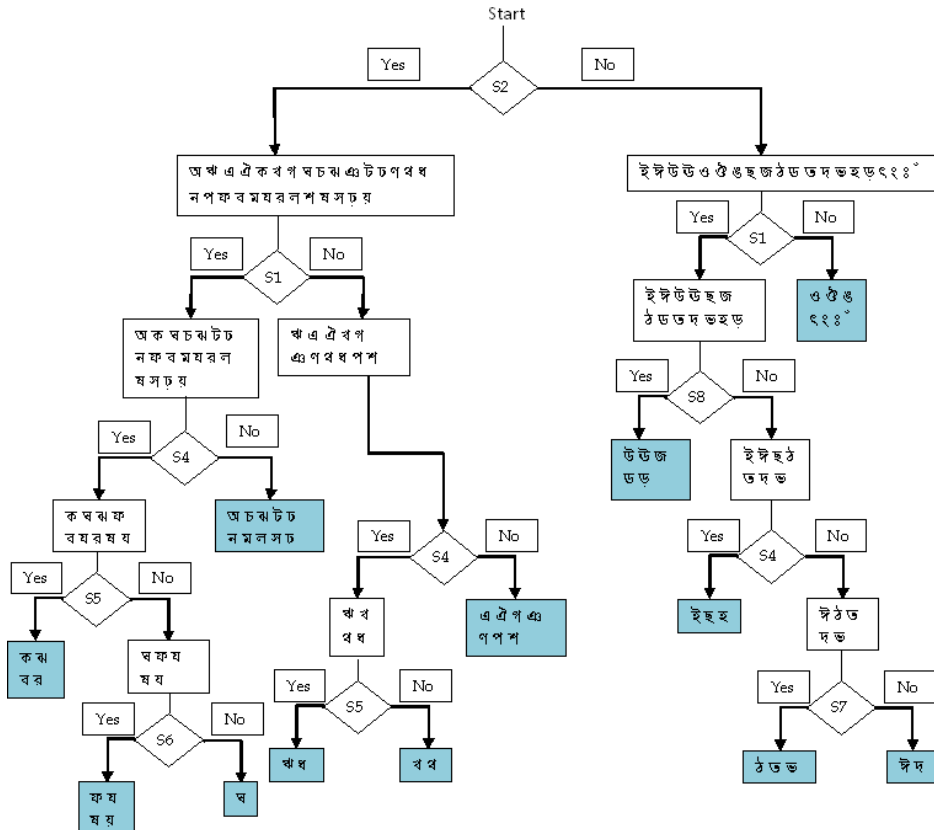 Start
Yes
No
S2
অ ঋ এ ঐ ক খ গ ঘ চ ঝ ঞ ট ঢ ণ থ ধ
ন প ফ ব ম য র ল শ ষ স ঢ় য়
ই ঈ উ ঊ ও ঔ ঙ ছ জ ঠ ড ত দ ভ হ ড় ৎ ং ঃ ঁ
Yes
No
S1
Yes
No
S1
অ ক ঘ চ ঝ ট ঢ
ন ফ ব ম য র ল
ষ স ঢ় য়
ঋ এ ঐ খ গ
ঞ ণ থ ধ প শ
ই ঈ উ ঊ ছ জ
ঠ ড ত দ ভ হ ড়
ও ঔ ঙ
ৎ ং ঃ ঁ
Yes
No
S4
Yes
No
S8
ক ঘ ঝ ফ
ব য র ষ য
অ চ ঝ ট ঢ
ন ম ল স ঢ
উ ঊ জ
ড ড়
ই ঈ ছ ঠ
ত দ ভ
Yes
No
S5
Yes
No
S4
Yes
No
S4
ক ঝ
ব র
ঘ ফ য
ষ য
ঋ খ
থ ধ
এ ঐ গ ঞ
ণ প শ
ই ছ হ
ঈ ঠ ত
দ ভ
Yes
No
S6
Yes
No
S5
Yes
No
S7
ফ য
ষ য়
ঘ
ঋ ধ
খ থ
ঠ ত ভ
ঈ দ